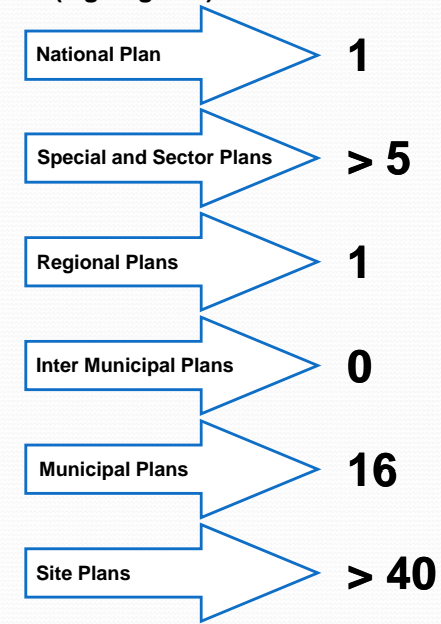 National Plan 1
Special and Sector Plans > 5
Regional Plans 1
Inter Municipal Plans 0
Municipal Plans 16
Site Plans > 40